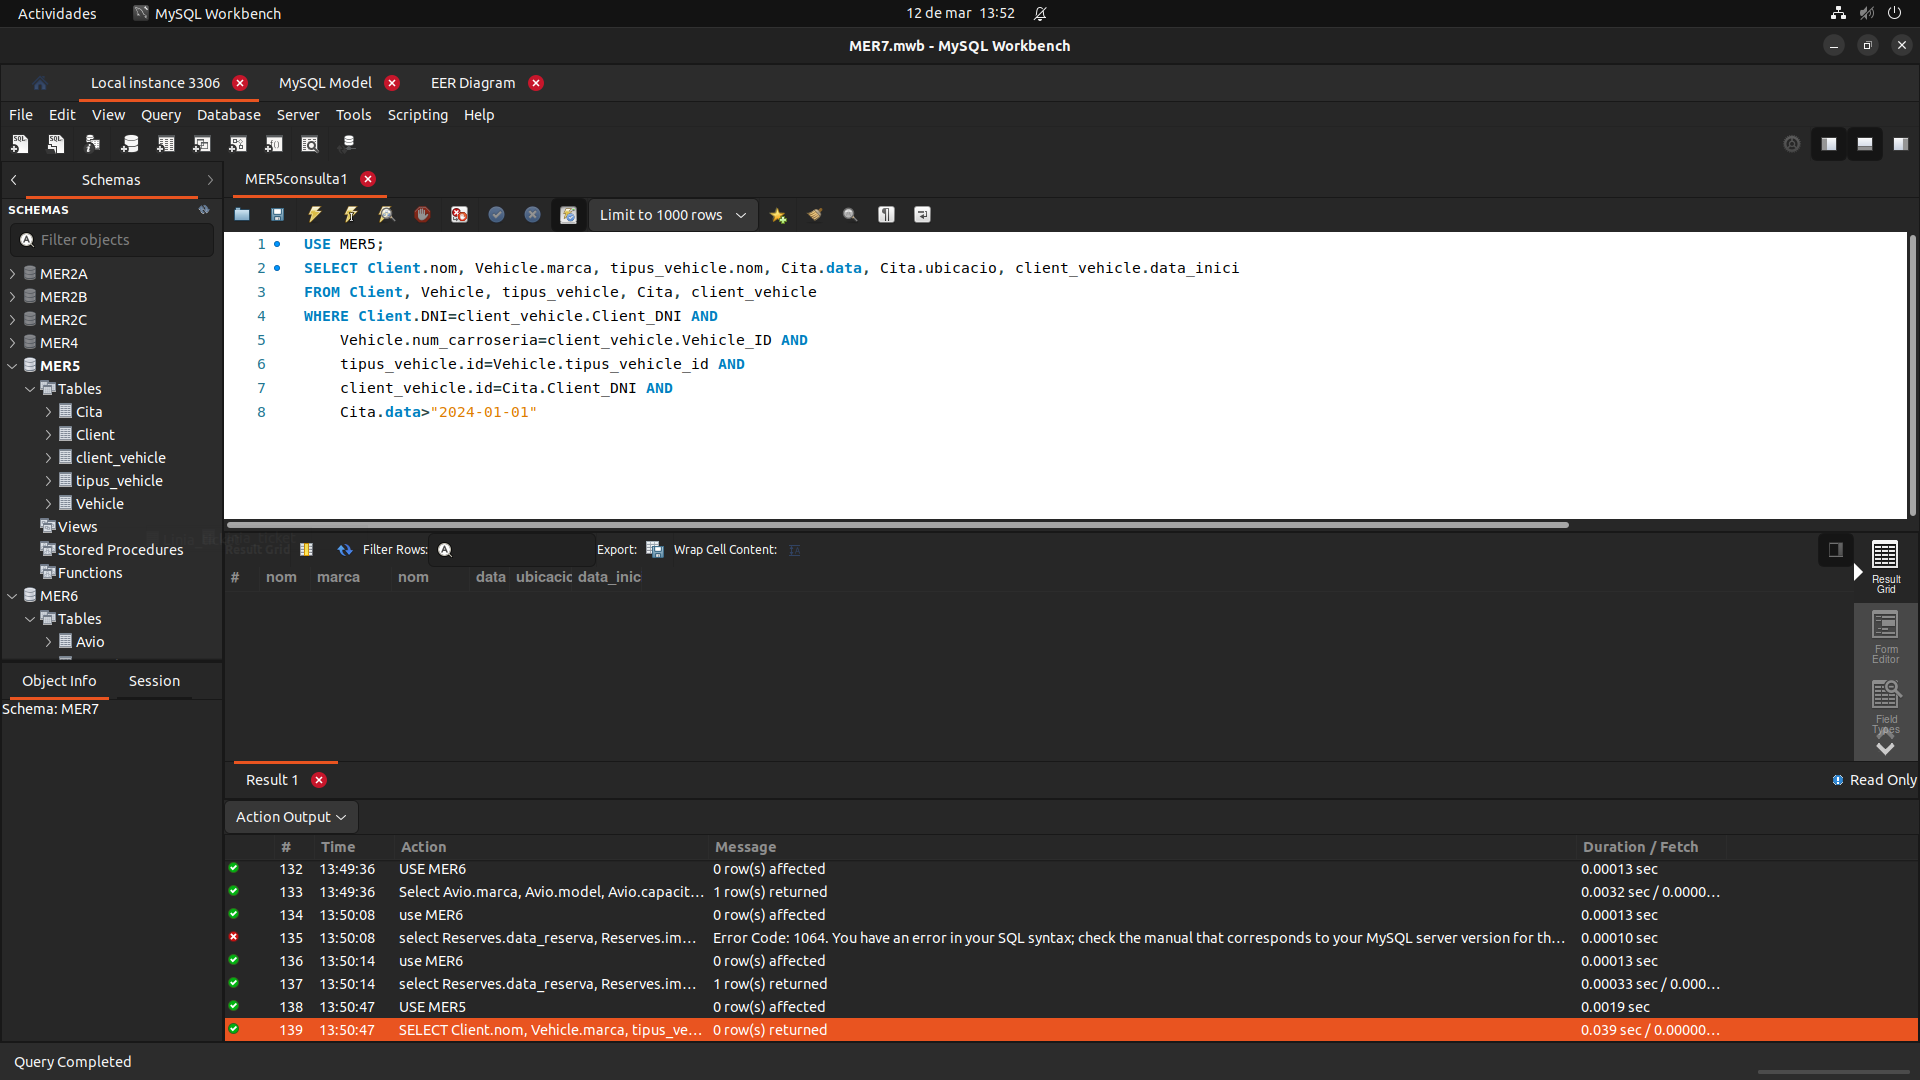 Actividades
MySQL Workbench
12 de mar 13:52
MER7.mwb - MySQL Workbench
Local instance 3306
MySQL Model
EER Diagram
File Edit View Query Database Server Tools Scripting Help
Schemas
MER5consulta1
SCHEMAS
Filter objects
Limit to 1000 rows
MER2A
MER2B
MER2C
MER4
MER5
Tables
Cita
Client
client_vehicle
tipus_vehicle
Vehicle
Views
Stored Procedures
Functions
MER6
Tables
Avio
Object Info
Session
Schema: MER7
1 USE MER5;
2 SELECT Client.nom, Vehicle.marca, tipus_vehicle.nom, Cita.data, Cita.ubicacio, client_vehicle.data_inici
3 FROM Client, Vehicle, tipus_vehicle, Cita, client_vehicle
4 WHERE Client.DNI=client_vehicle.Client_DNI AND
5 Vehicle.num_carroseria=client_vehicle.Vehicle_ID AND
6 tipus_vehicle.id=Vehicle.tipus_vehicle_id AND
7 client_vehicle.id=Cita.Client_DNI AND
8 Cita.data>"2024-01-01"
Result Grid
Filter Rows:
Export:
Wrap Cell Content:
# nom marca nom data ubicacic data_inic
Result Grid
Form Editor
Field Types
Result 1
Read Only
Action Output
# Time Action Message Duration / Fetch
132 13:49:36 USE MER6 0 row(s) affected 0.00013 sec
133 13:49:36 Select Avio.marca, Avio.model, Avio.capacit... 1 row(s) returned 0.0032 sec / 0.0000...
134 13:50:08 use MER6 0 row(s) affected 0.00013 sec
135 13:50:08 select Reserves.data_reserva, Reserves.im... Error Code: 1064. You have an error in your SQL syntax; check the manual that corresponds to your MySQL server version for th... 0.00010 sec
136 13:50:14 use MER6 0 row(s) affected 0.00013 sec
137 13:50:14 select Reserves.data_reserva, Reserves.im... 1 row(s) returned 0.00033 sec / 0.000...
138 13:50:47 USE MER5 0 row(s) affected 0.0019 sec
139 13:50:47 SELECT Client.nom, Vehicle.marca, tipus_ve... 0 row(s) returned 0.039 sec / 0.00000...
Query Completed